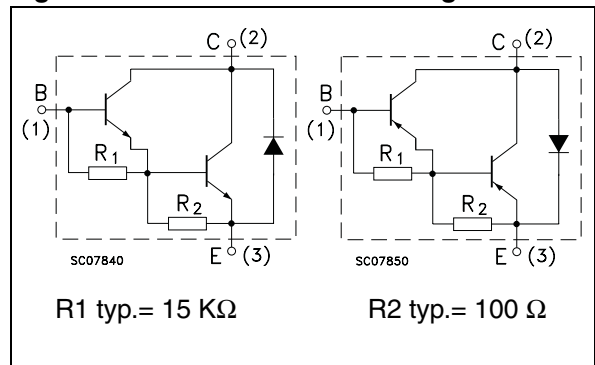 C (2)
B
(1)
R1
R2
SC07840
E (3)
C (2)
B
(1)
R1
R2
SC07850
E (3)
R1 typ.= 15 KΩ
R2 typ.= 100 Ω